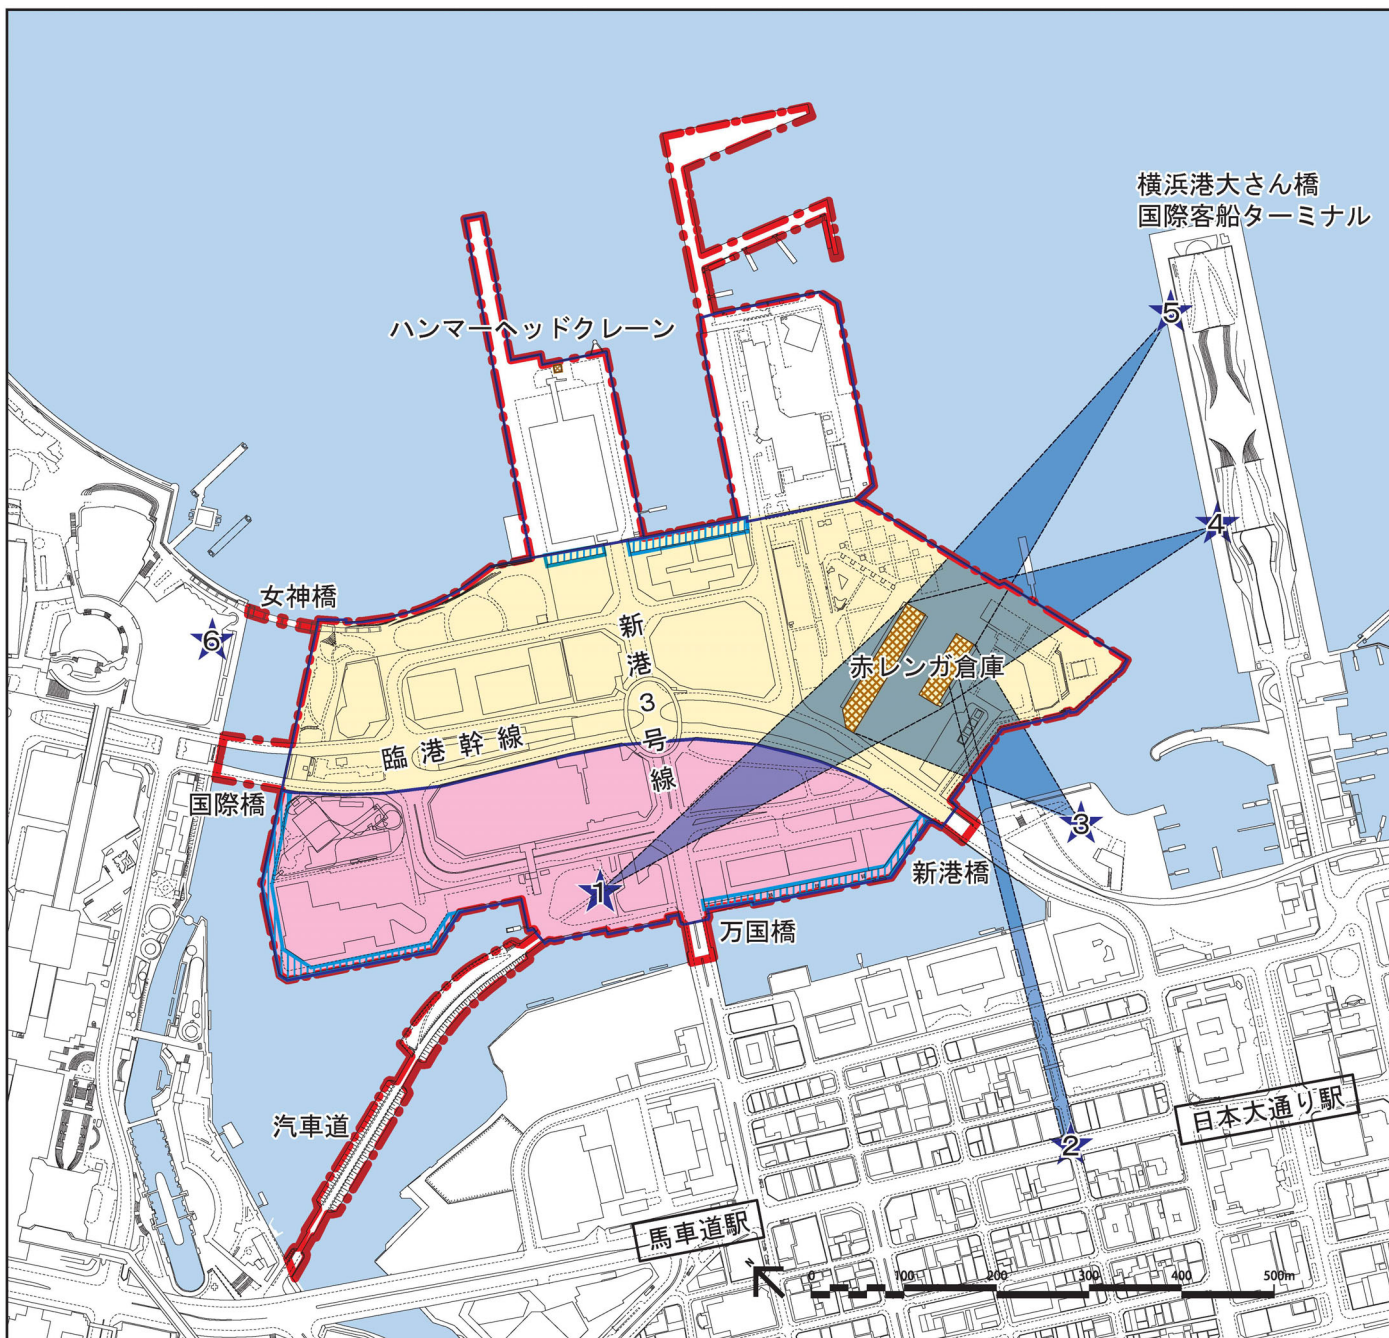 横浜港大さん橋
国際客船ターミナル
5
ハンマーヘッドクレーン
4
女神橋
6
新港3号線
赤レンガ倉庫
臨港幹線
国際橋
3
新港橋
1
万国橋
汽車道
日本大通り駅
2
馬車道駅
N
0 100 200 300 400 500m